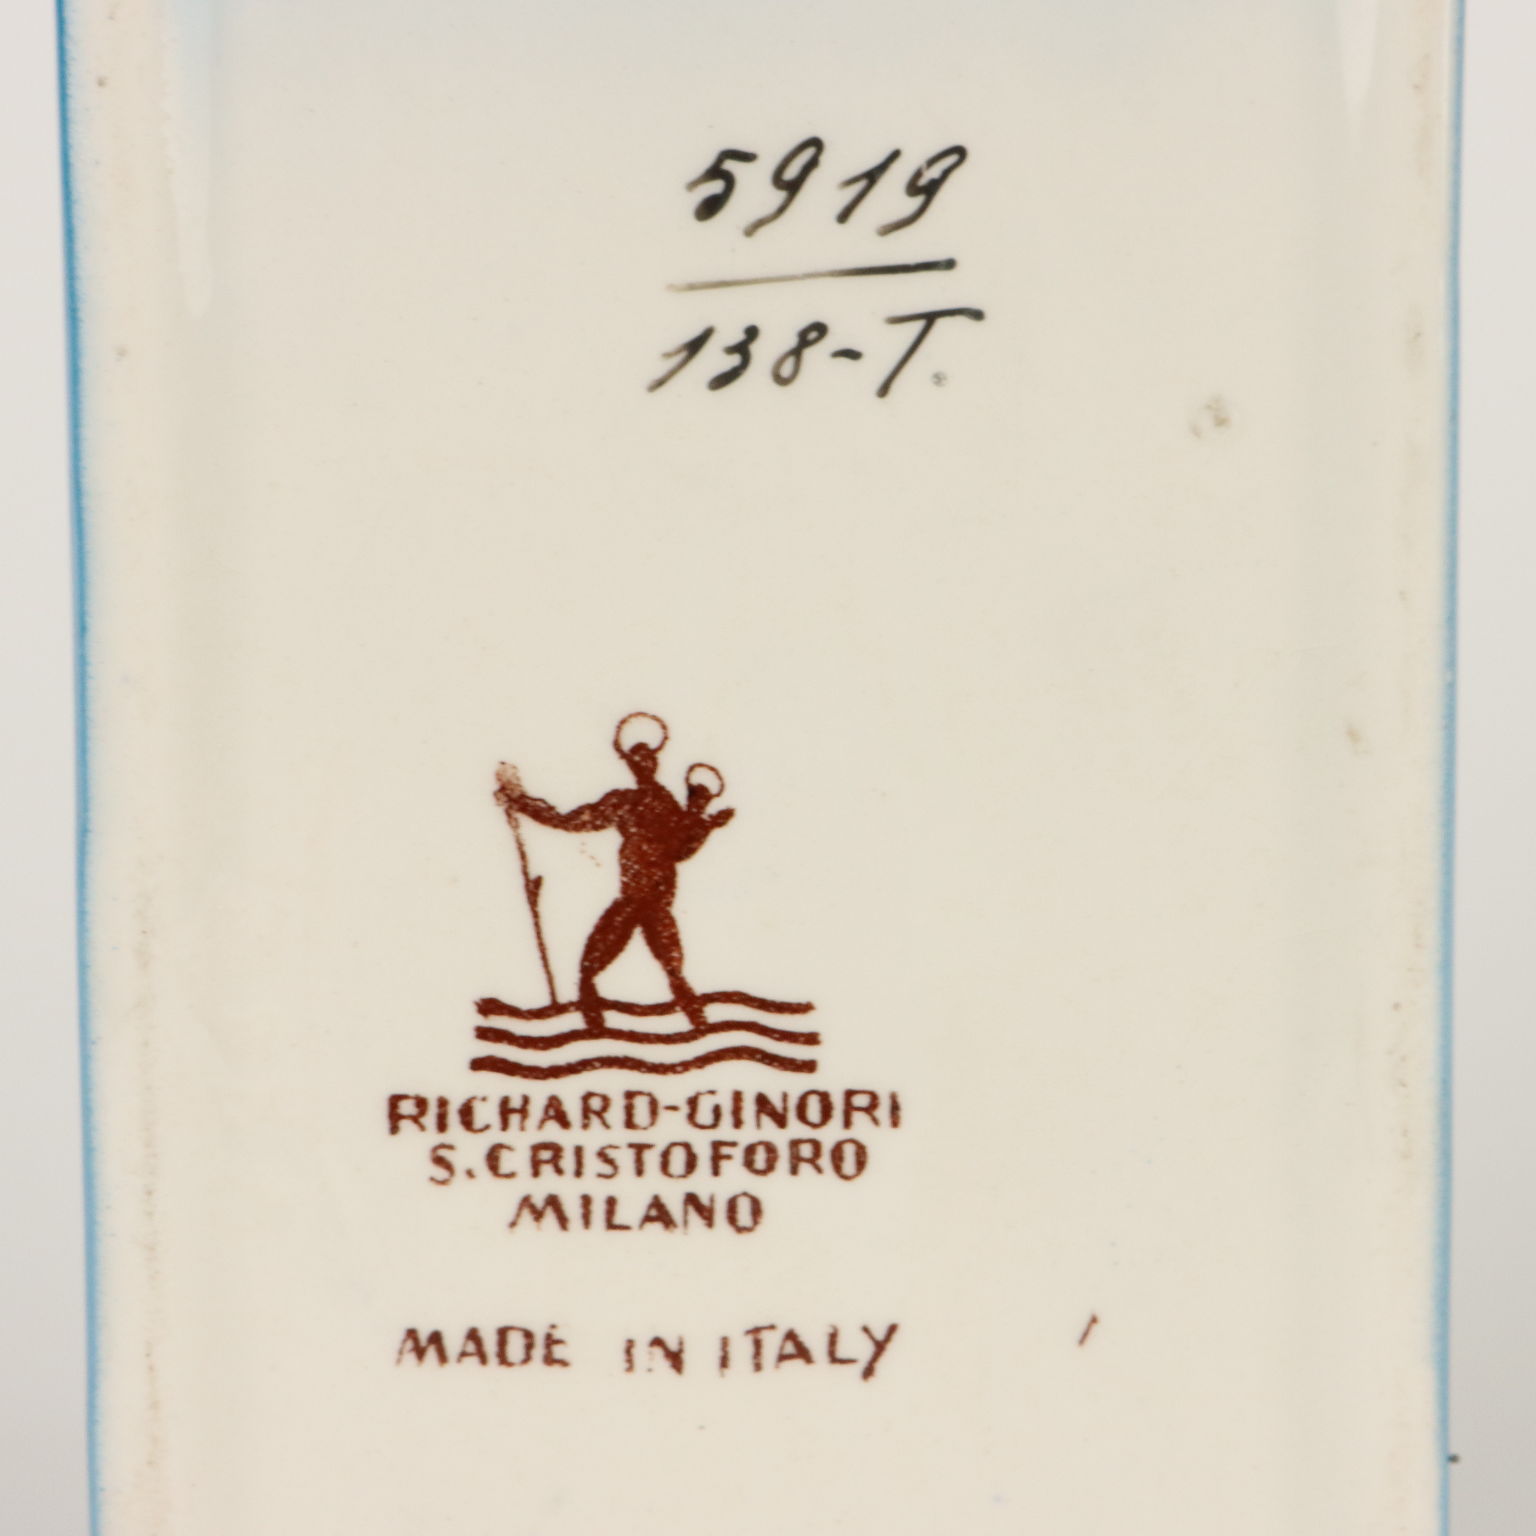 5919
138-T.
RICHARD-GINORI
S. CRISTOFORO
MILANO
MADE IN ITALY